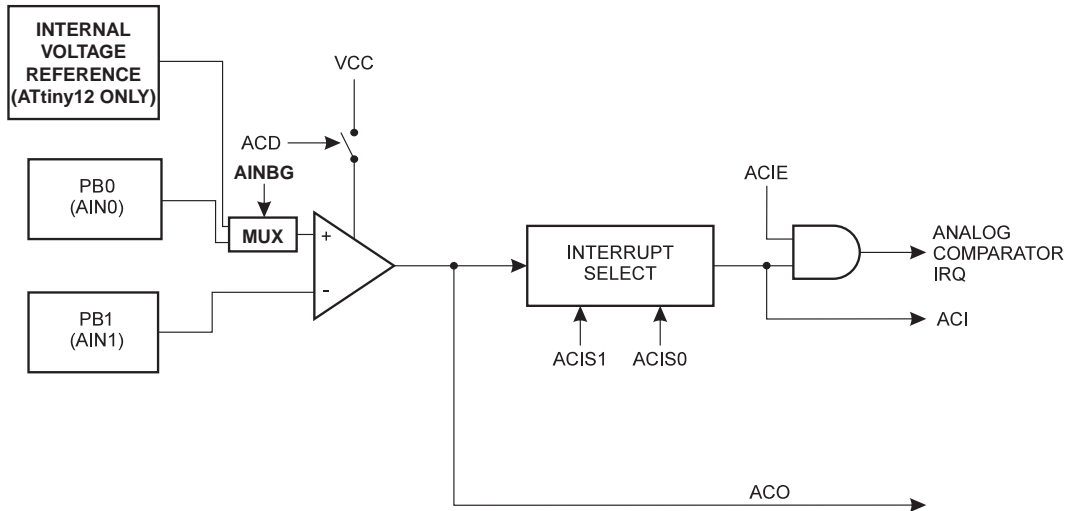 INTERNAL
VOLTAGE
REFERENCE
(ATtiny12 ONLY)
VCC
ACD
AINBG
PB0
(AIN0)
MUX
+
-
PB1
(AIN1)
INTERRUPT
SELECT
ACIS1 ACIS0
ACIE
ANALOG
COMPARATOR
IRQ
ACI
ACO